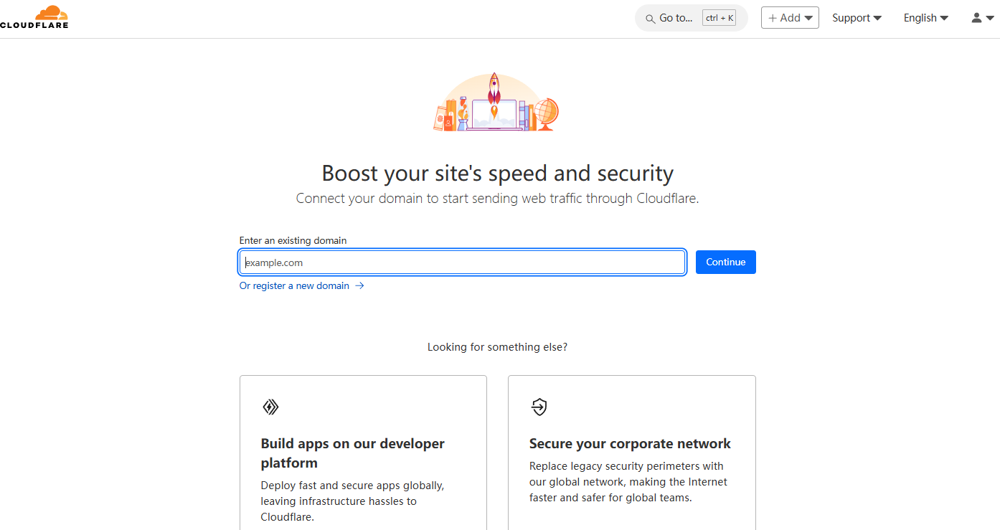 CLOUDFLARE
Go to... ctrl + K
+ Add
Support
English
Boost your site's speed and security
Connect your domain to start sending web traffic through Cloudflare.
Enter an existing domain
example.com
Continue
Or register a new domain →
Looking for something else?
Build apps on our developer
platform
Deploy fast and secure apps globally,
leaving infrastructure hassles to
Cloudflare.
Secure your corporate network
Replace legacy security perimeters with
our global network, making the Internet
faster and safer for global teams.